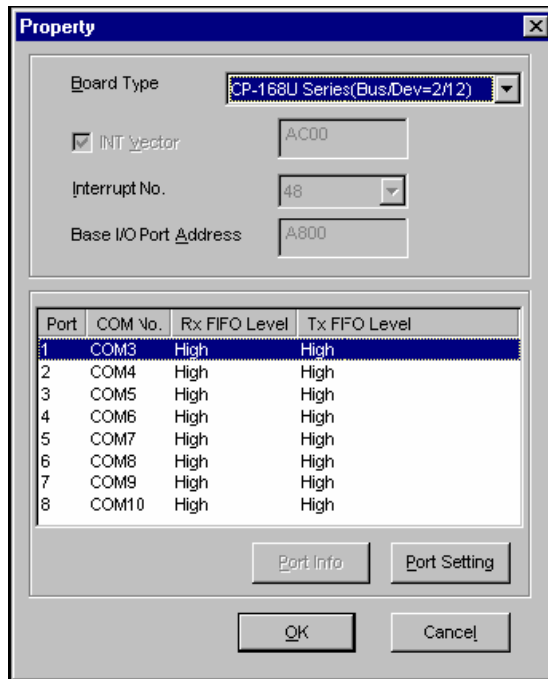 Property
Board Type CP-168U Series(Bus/Dev=2/12)
INT Vector AC00
Interrupt No. 48
Base I/O Port Address A800
Port COM No. Rx FIFO Level Tx FIFO Level
1 COM3 High High
2 COM4 High High
3 COM5 High High
4 COM6 High High
5 COM7 High High
6 COM8 High High
7 COM9 High High
8 COM10 High High
Port Info Port Setting
OK Cancel